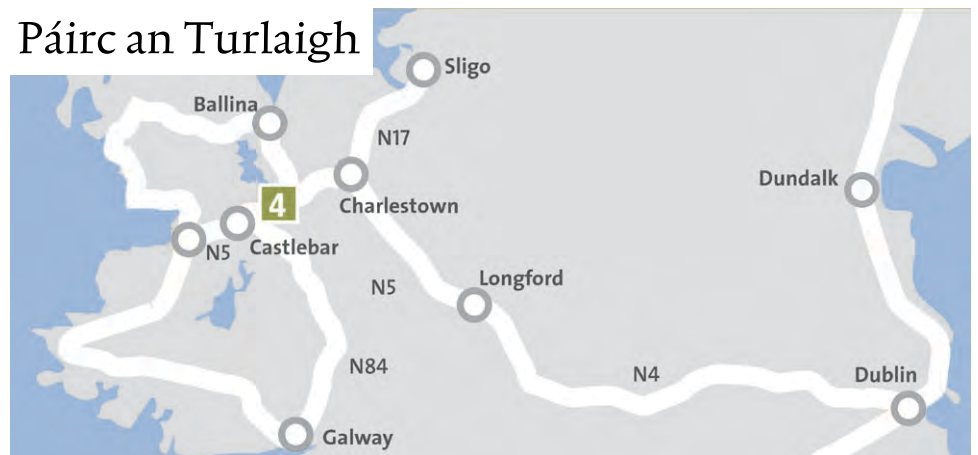 Páirc an Turlaigh
Sligo
Ballina
N17
Dundalk
4
Charlestown
N5
Castlebar
Longford
N5
N84
N4
Dublin
Galway